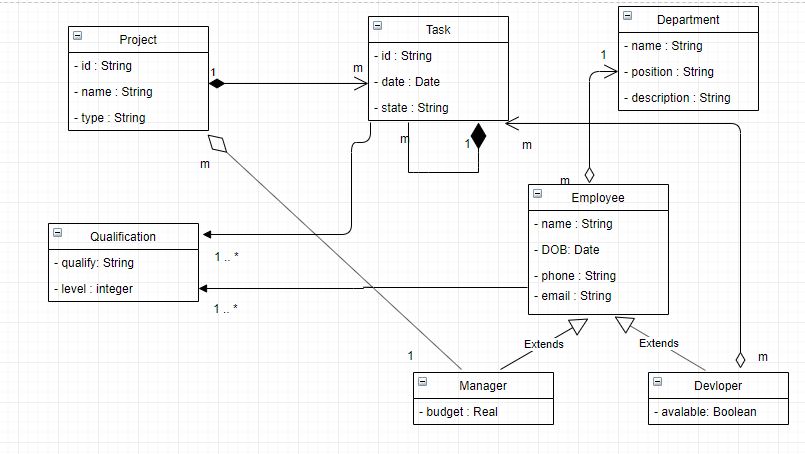 Project
- id : String
- name : String
- type : String
1
m
Task
- id : String
- date : Date
- state : String
m
1
m
Department
- name : String
- position : String
- description : String
1
m
m
Employee
- name : String
- DOB: Date
- phone : String
- email : String
Qualification
- qualify: String
- level : integer
1 .. *
1 .. *
Extends
Extends
1
m
Manager
- budget : Real
Devloper
- avalable: Boolean